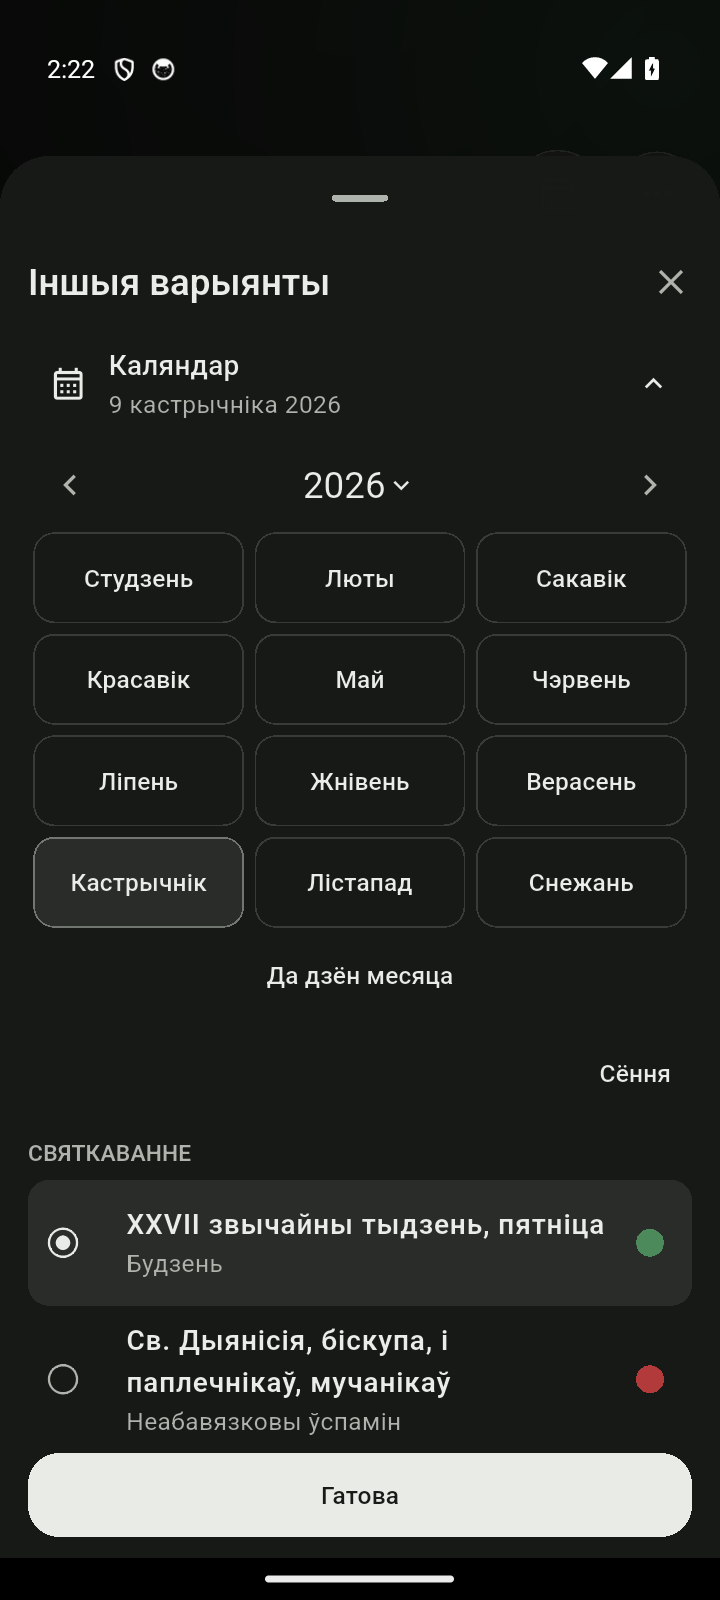 2:22
Іншыя варыянты
Каляндар
9 кастрычніка 2026
2026
Студзень
Люты
Сакавік
Красавік
Май
Чэрвень
Ліпень
Жнівень
Верасень
Кастрычнік
Лістапад
Снежань
Да дзён месяца
Сёння
СВЯТКАВАННЕ
XXVII звычайны тыдзень, пятніца
Будзень
Св. Дыянісія, біскупа, і
паплечнікаў, мучанікаў
Неабавязковы ўспамін
Гатова